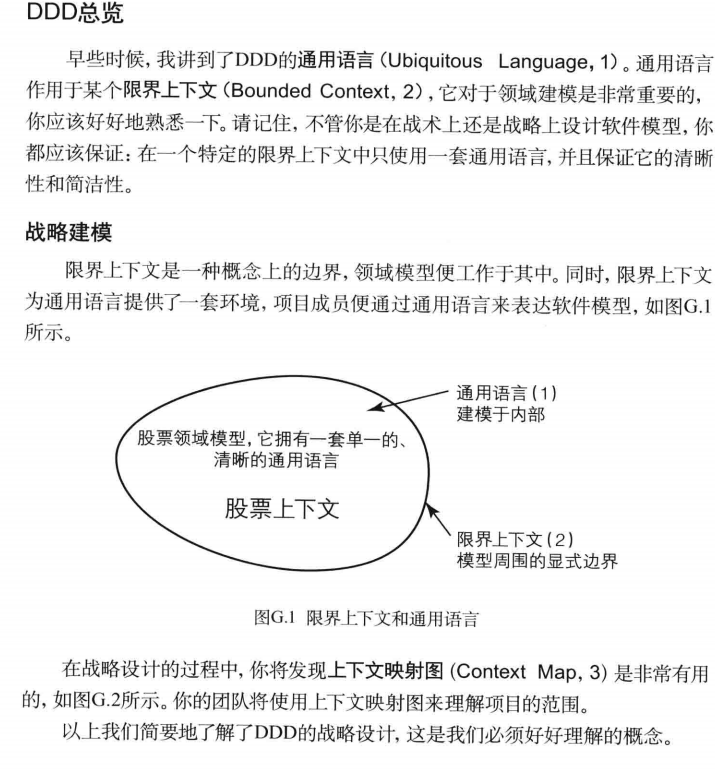 DDD总览
早些时候,我讲到了DDD的通用语言(Ubiquitous Language,1)。通用语言
作用于某个限界上下文(Bounded Context,2),它对于领域建模是非常重要的,
你应该好好地熟悉一下。请记住,不管你是在战术上还是战略上设计软件模型,你
都应该保证:在一个特定的限界上下文中只使用一套通用语言,并且保证它的清晰
性和简洁性。
战略建模
限界上下文是一种概念上的边界,领域模型便工作于其中。同时,限界上下文
为通用语言提供了一套环境,项目成员便通过通用语言来表达软件模型,如图G.1
所示。
通用语言(1)
建模于内部
股票领域模型,它拥有一套单一的、
清晰的通用语言
股票上下文
限界上下文(2)
模型周围的显式边界
图G.1 限界上下文和通用语言
在战略设计的过程中,你将发现上下文映射图(Context Map,3)是非常有用
的,如图G.2所示。你的团队将使用上下文映射图来理解项目的范围。
以上我们简要地了解了DDD的战略设计,这是我们必须好好理解的概念。